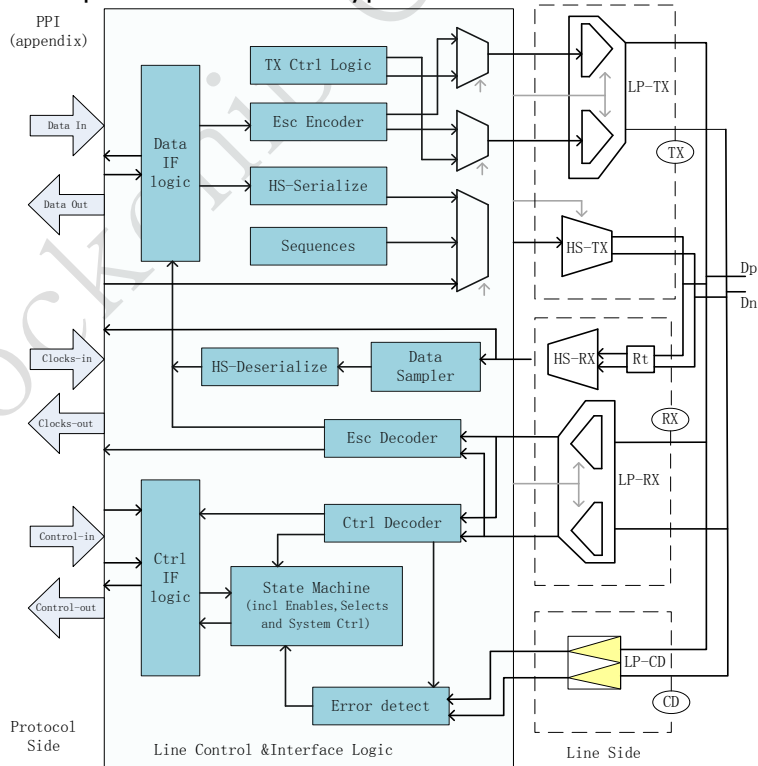 PPI
(appendix)
TX Ctrl Logic
LP-TX
Data In
Data
IF
logic
Esc Encoder
TX
HS-Serialize
Data Out
Sequences
HS-TX
Dp
Dn
Clocks-in
HS-Deserialize
Data
Sampler
HS-RX
Rt
Clocks-out
Esc Decoder
RX
LP-RX
Control-in
Ctrl Decoder
Ctrl
IF
logic
State Machine
(incl Enables, Selects
and System Ctrl)
Control-out
LP-CD
Error detect
CD
Protocol
Side
Line Control &Interface Logic
Line Side